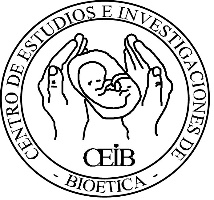 CENTRO DE ESTUDIOS E INVESTIGACIONES DE
- BIOETICA -
CEIB